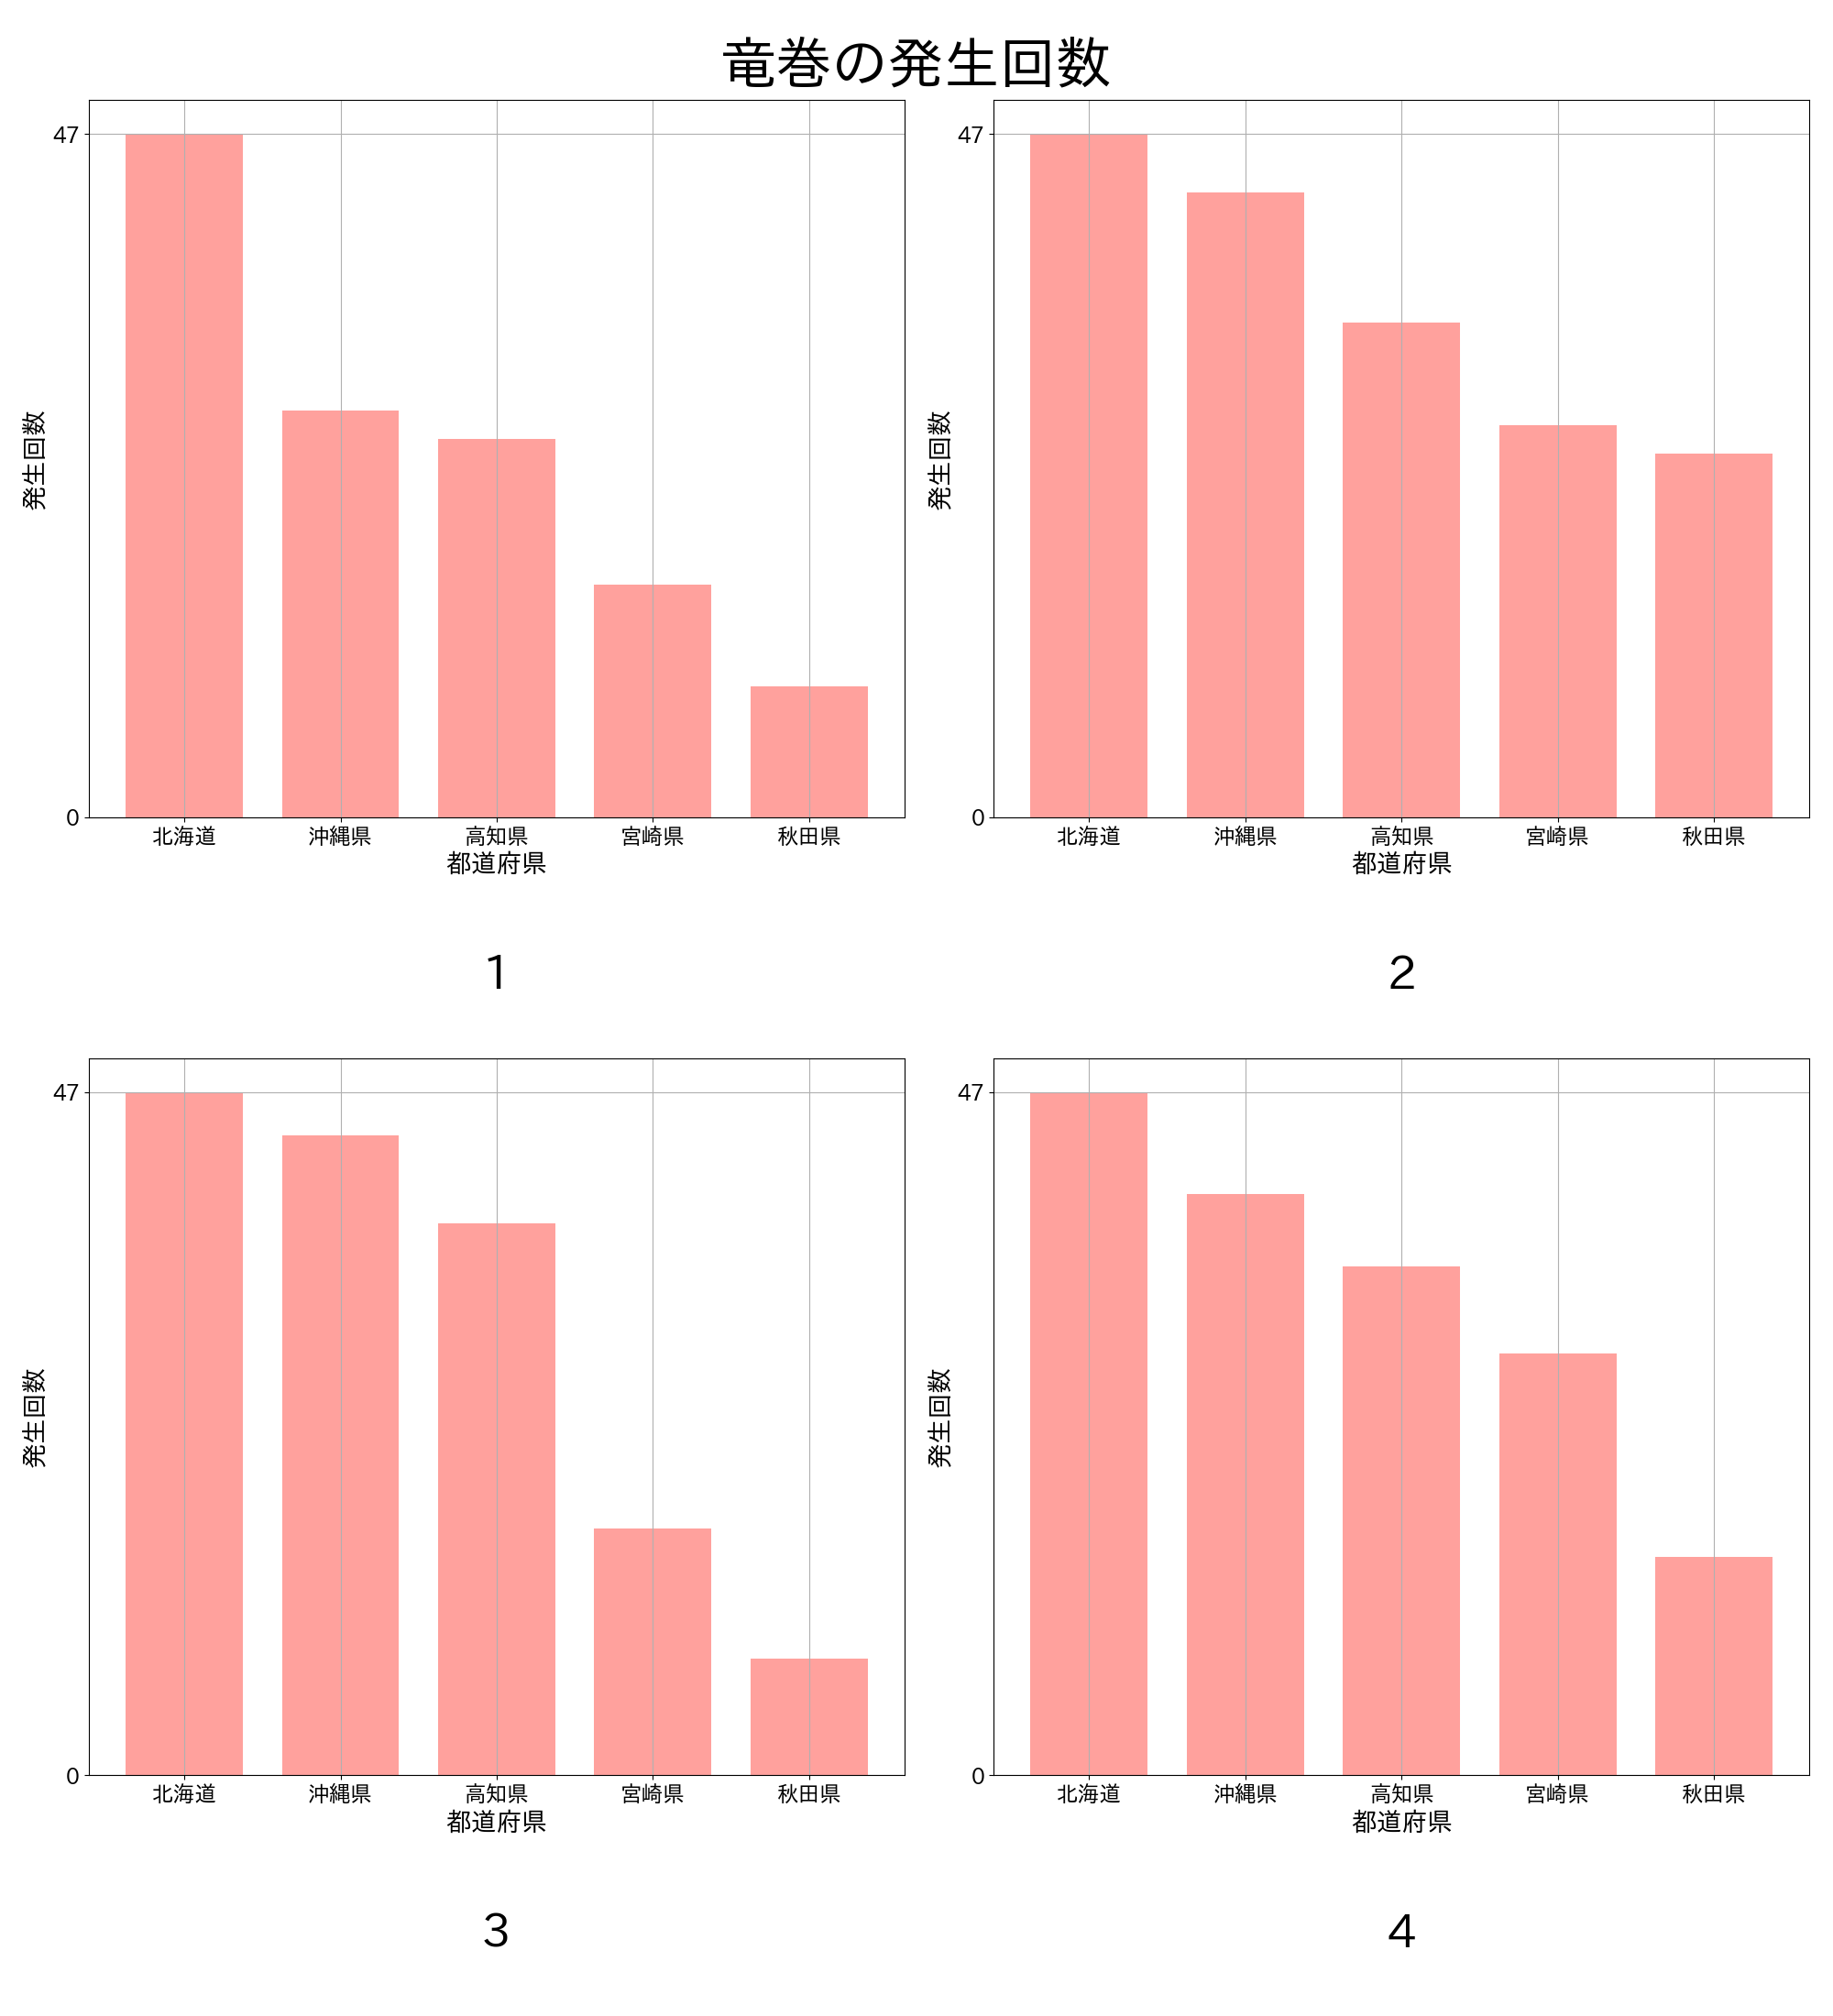 竜巻の発生回数
47
0
発生回数
北海道 沖縄県 高知県 宮崎県 秋田県
都道府県
1
47
0
発生回数
北海道 沖縄県 高知県 宮崎県 秋田県
都道府県
2
47
0
発生回数
北海道 沖縄県 高知県 宮崎県 秋田県
都道府県
3
47
0
発生回数
北海道 沖縄県 高知県 宮崎県 秋田県
都道府県
4